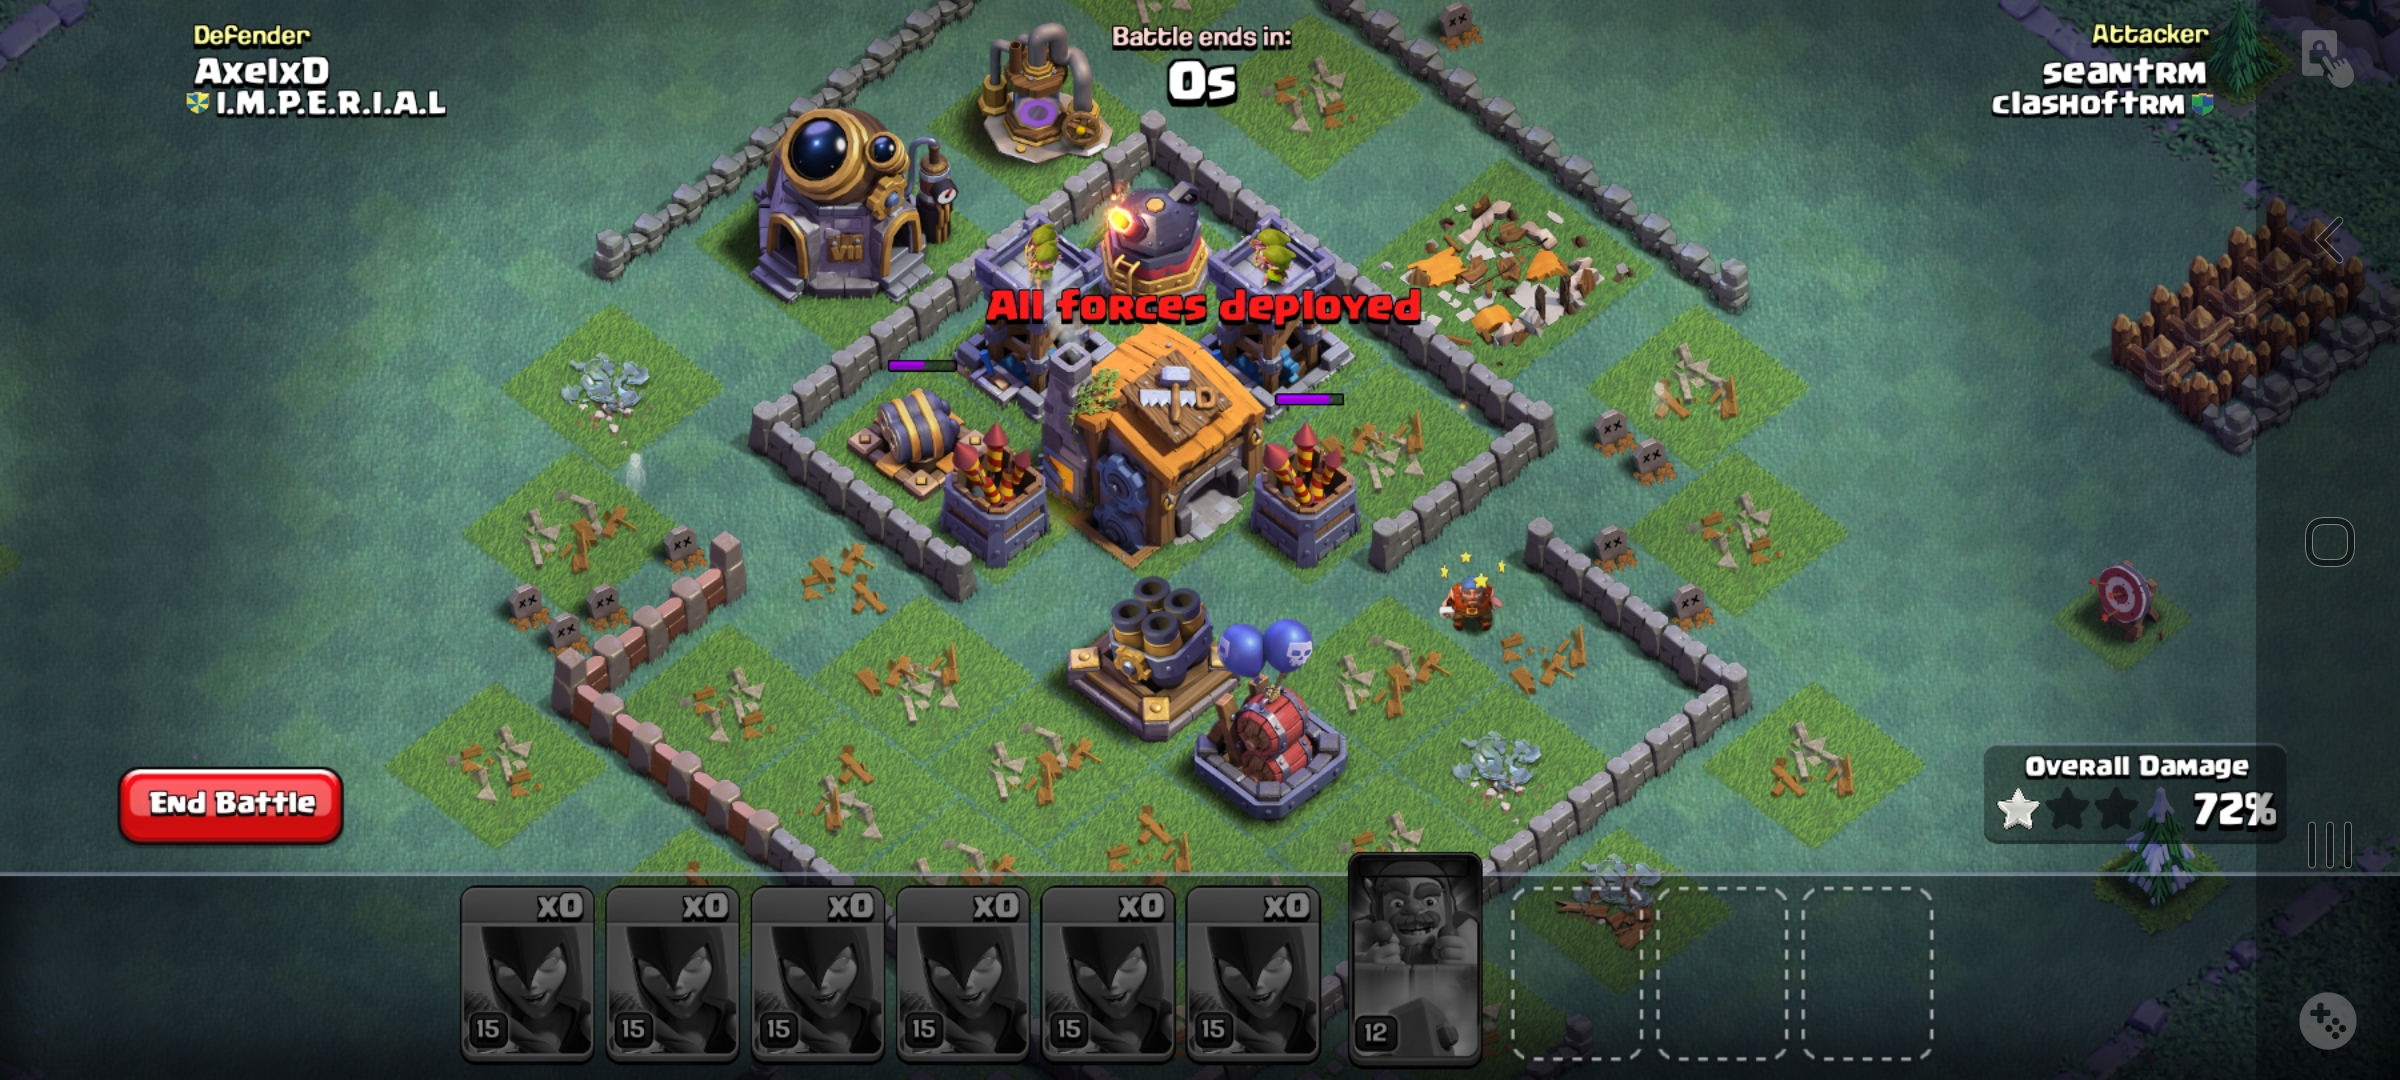 Defender
AxelxD
I.M.P.E.R.I.A.L
Battle ends in:
0s
Attacker
seantRM
clashoftRM
VII
All forces deployed
End Battle
Overall Damage
72%
x0
x0
x0
x0
x0
x0
15
15
15
15
15
15
12